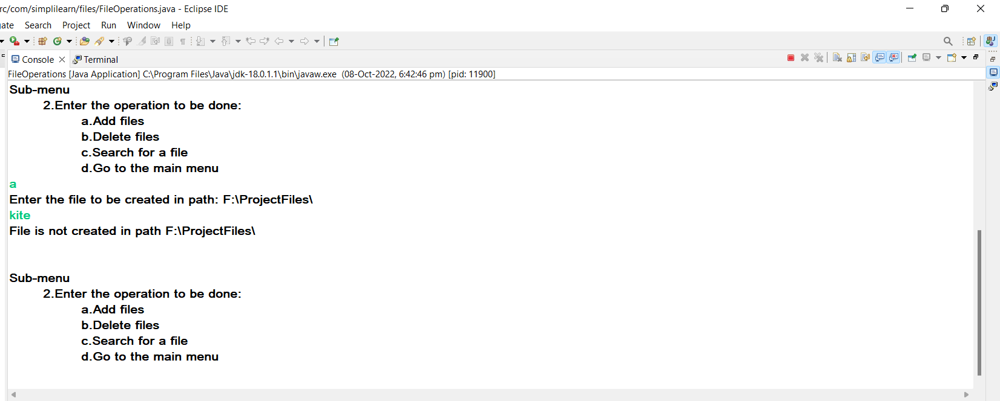 rc/com/simplilearn/files/FileOperations.java - Eclipse IDE
gate Search Project Run Window Help
Console Terminal
FileOperations [Java Application] C:\Program Files\Java\jdk-18.0.1.1\bin\javaw.exe (08-Oct-2022, 6:42:46 pm) [pid: 11900]
Sub-menu
2.Enter the operation to be done:
a.Add files
b.Delete files
c.Search for a file
d.Go to the main menu
a
Enter the file to be created in path: F:\ProjectFiles\
kite
File is not created in path F:\ProjectFiles\
Sub-menu
2.Enter the operation to be done:
a.Add files
b.Delete files
c.Search for a file
d.Go to the main menu